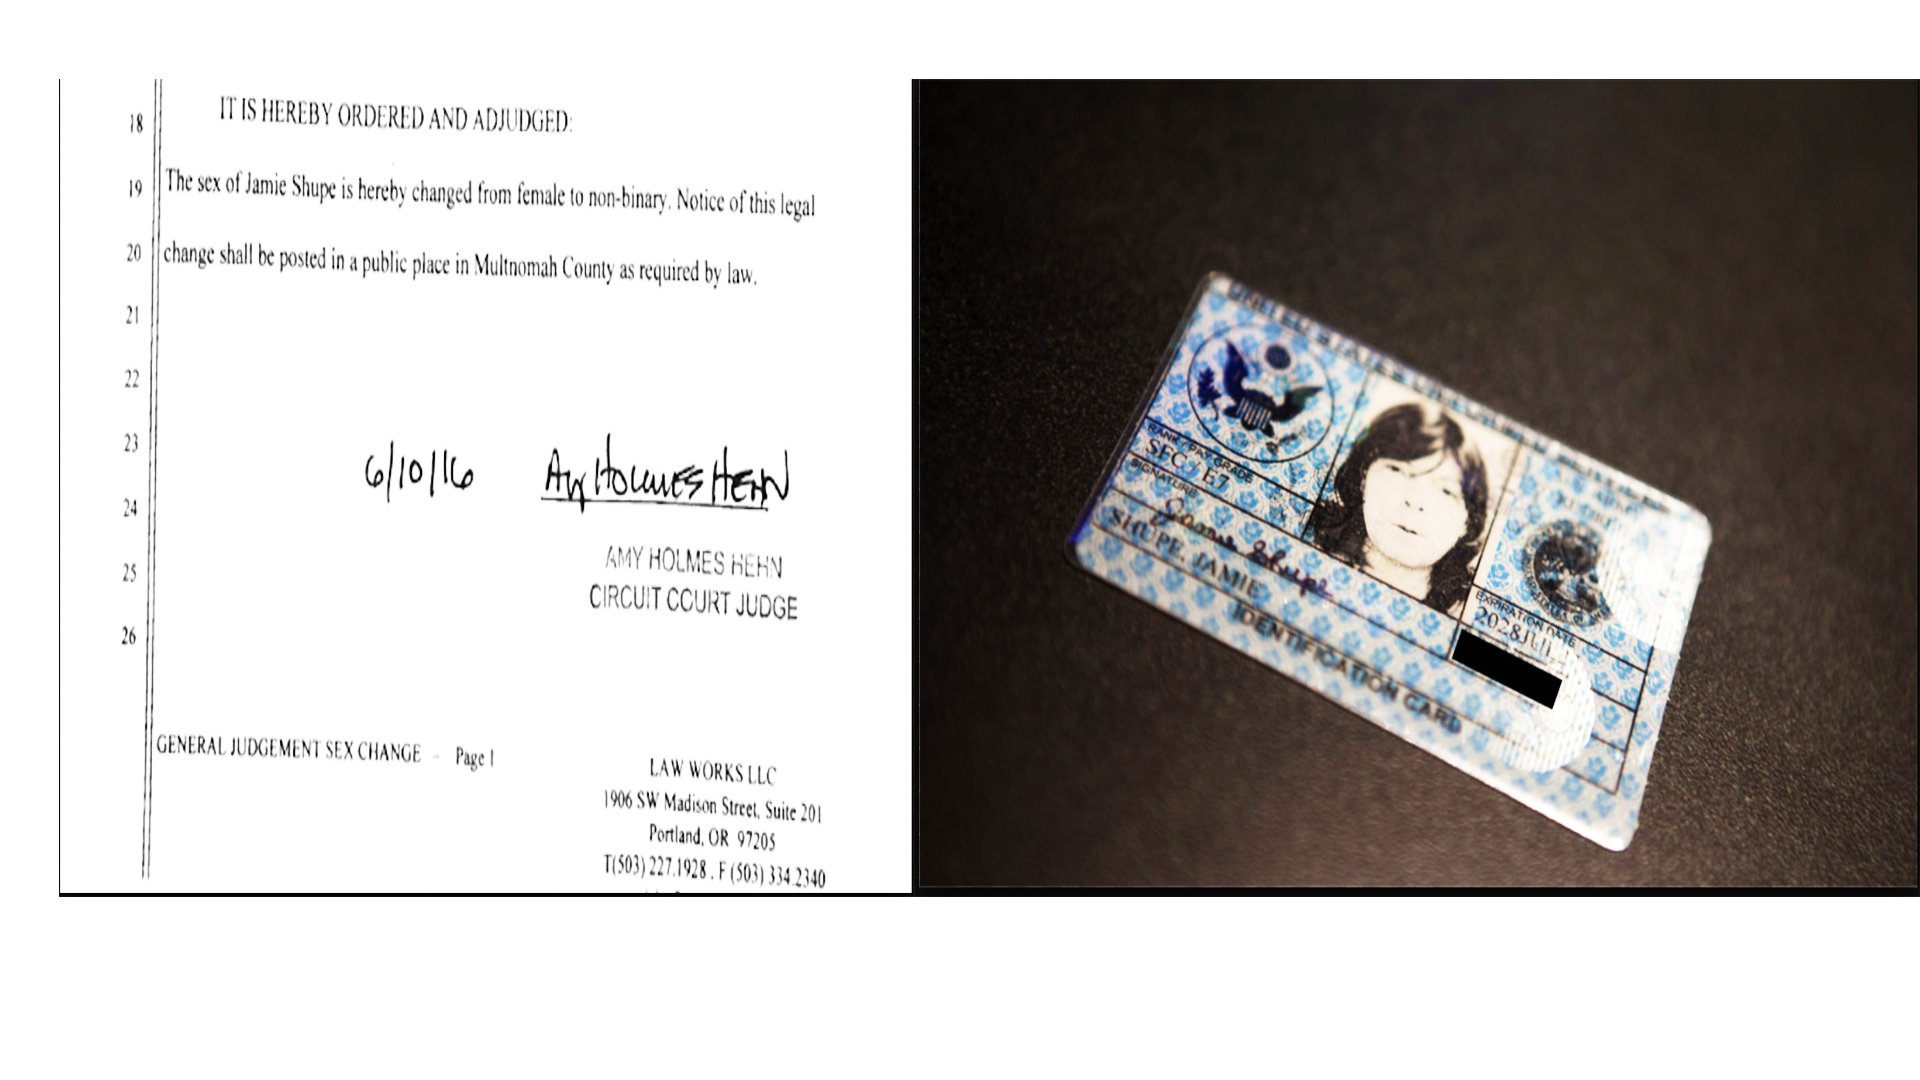 18 IT IS HEREBY ORDERED AND ADJUDGED:
19 The sex of Jamie Shupe is hereby changed from female to non-binary. Notice of this legal
20 change shall be posted in a public place in Multnomah County as required by law.
21
22
23
6/10/16 Amy Holmes Hehn
24
25 AMY HOLMES HEHN
CIRCUIT COURT JUDGE
26
GENERAL JUDGEMENT SEX CHANGE - Page 1
LAW WORKS LLC
1906 SW Madison Street, Suite 201
Portland, OR 97205
T(503) 227.1928 . F (503) 334.2340
UNITED STATES
RANK / PAY GRADE
SFC / E7
SIGNATURE
Shupe
SHUPE, JAMIE
IDENTIFICATION CARD
EXPIRATION DATE
2028JUL